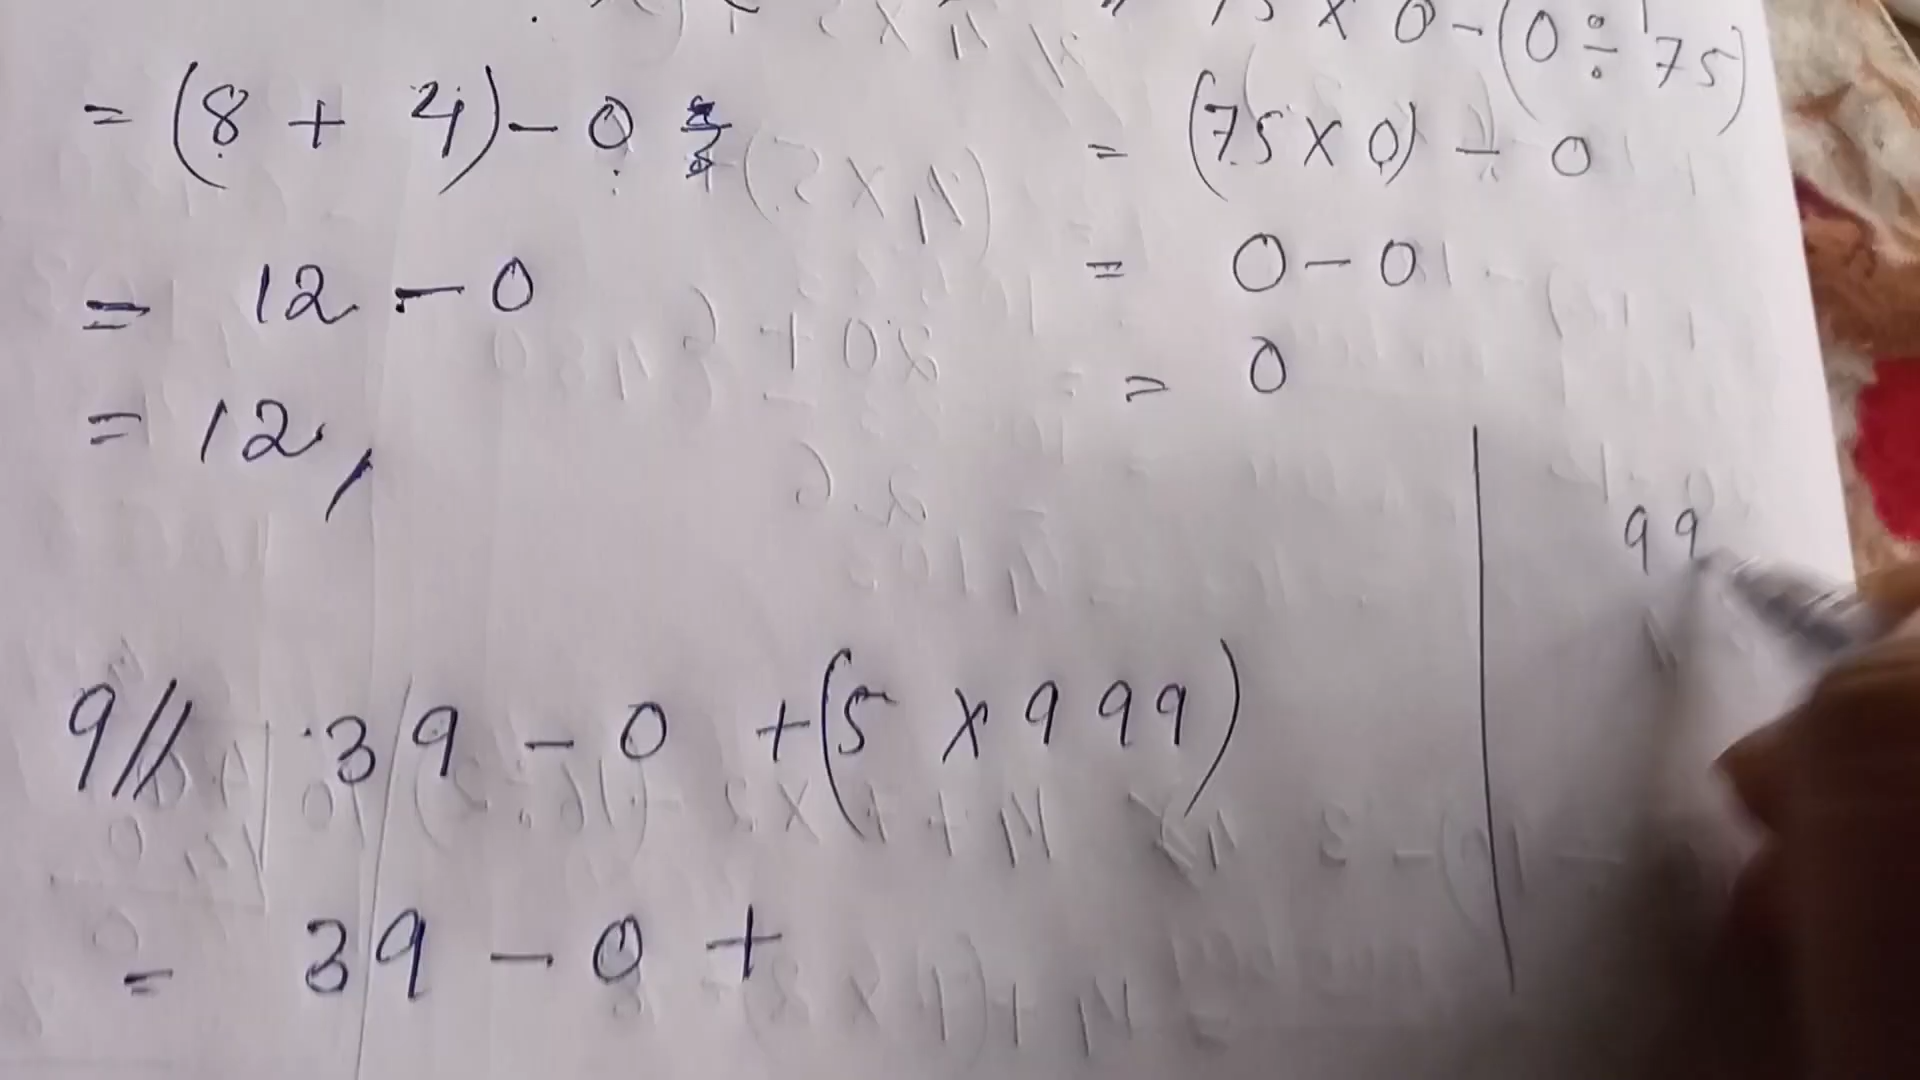 = (8 + 4) - 0
= 12 - 0
= 12,
75 x 0 - (0 ÷ 75)
= (75 x 0) - 0
= 0 - 0
= 0
9// 39 - 0 + (5 x 999)
= 39 - 0 +
99